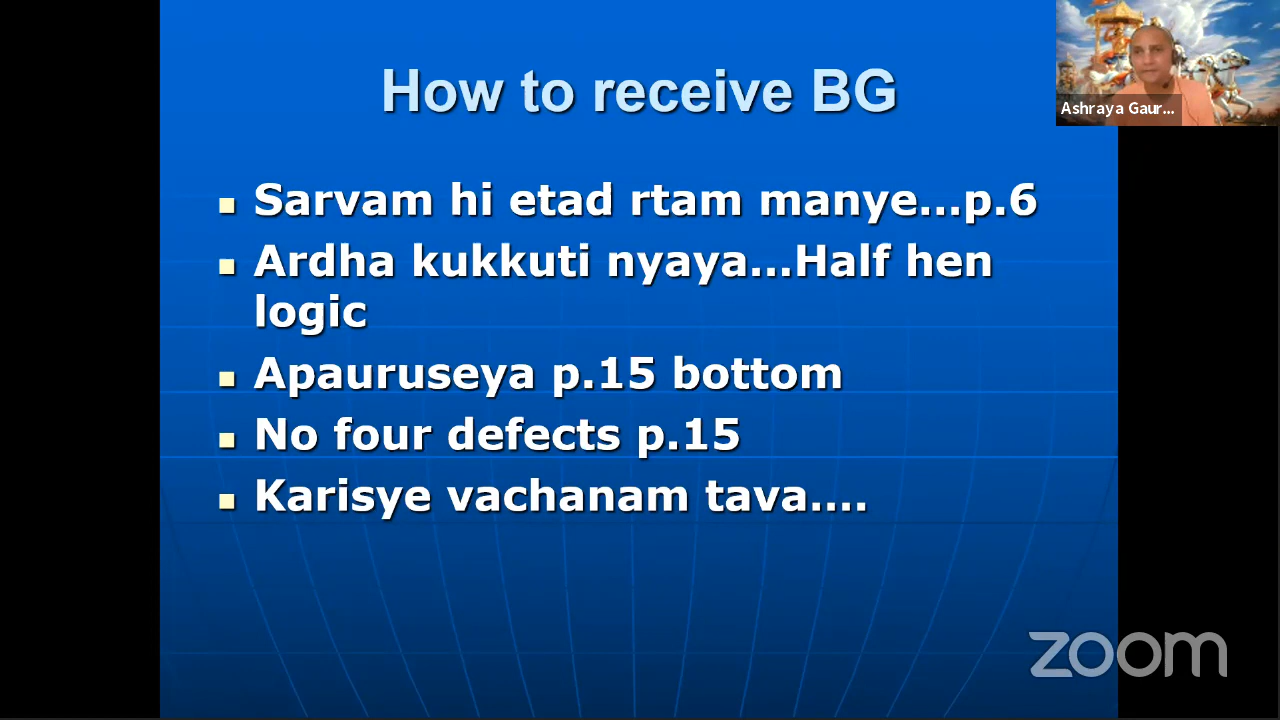 How to receive BG
Ashraya Gaur...
Sarvam hi etad rtam manye...p.6
Ardha kukkuti nyaya...Half hen
logic
Apauruseya p.15 bottom
No four defects p.15
Karisye vachanam tava....
zoom